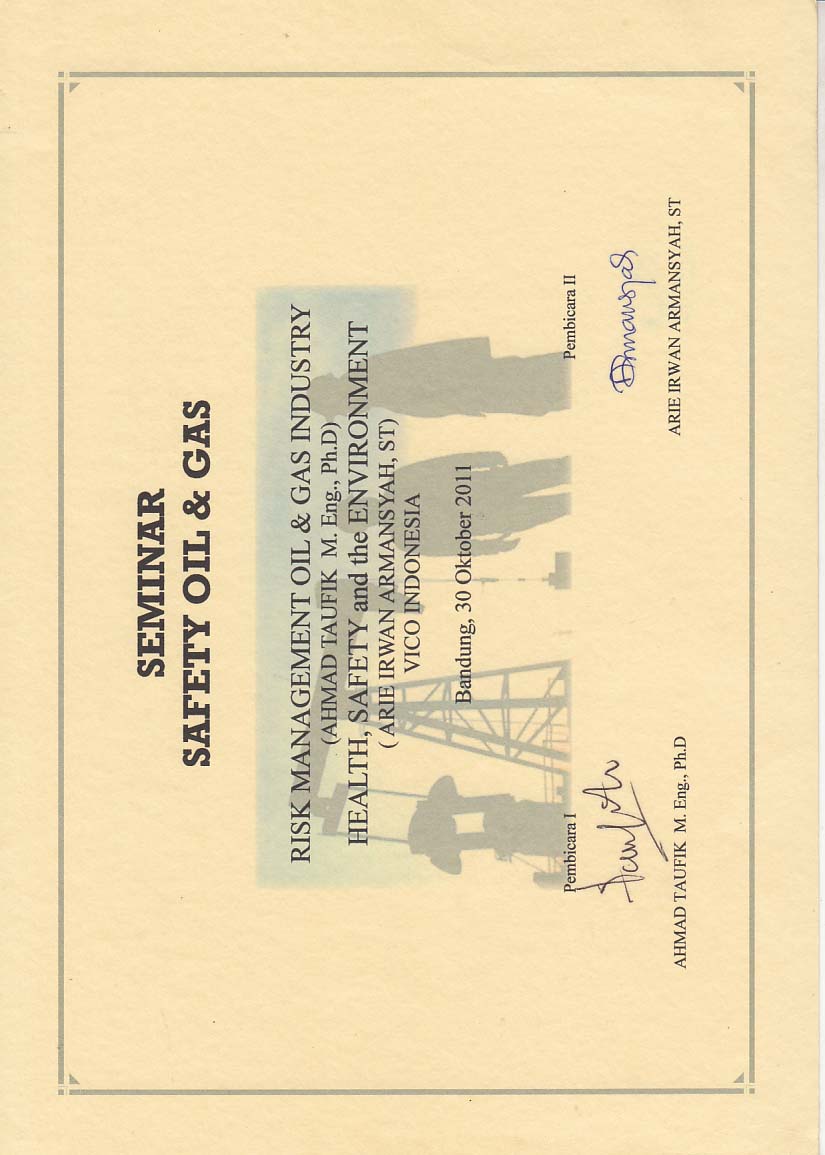 SEMINAR
SAFETY OIL & GAS
RISK MANAGEMENT OIL & GAS INDUSTRY
(AHMAD TAUFIK M. Eng., Ph.D)
HEALTH, SAFETY and the ENVIRONMENT
( ARIE IRWAN ARMANSYAH, ST)
VICO INDONESIA
Bandung, 30 Oktober 2011
Pembicara I
Pembicara II
AHMAD TAUFIK M. Eng., Ph.D
ARIE IRWAN ARMANSYAH, ST